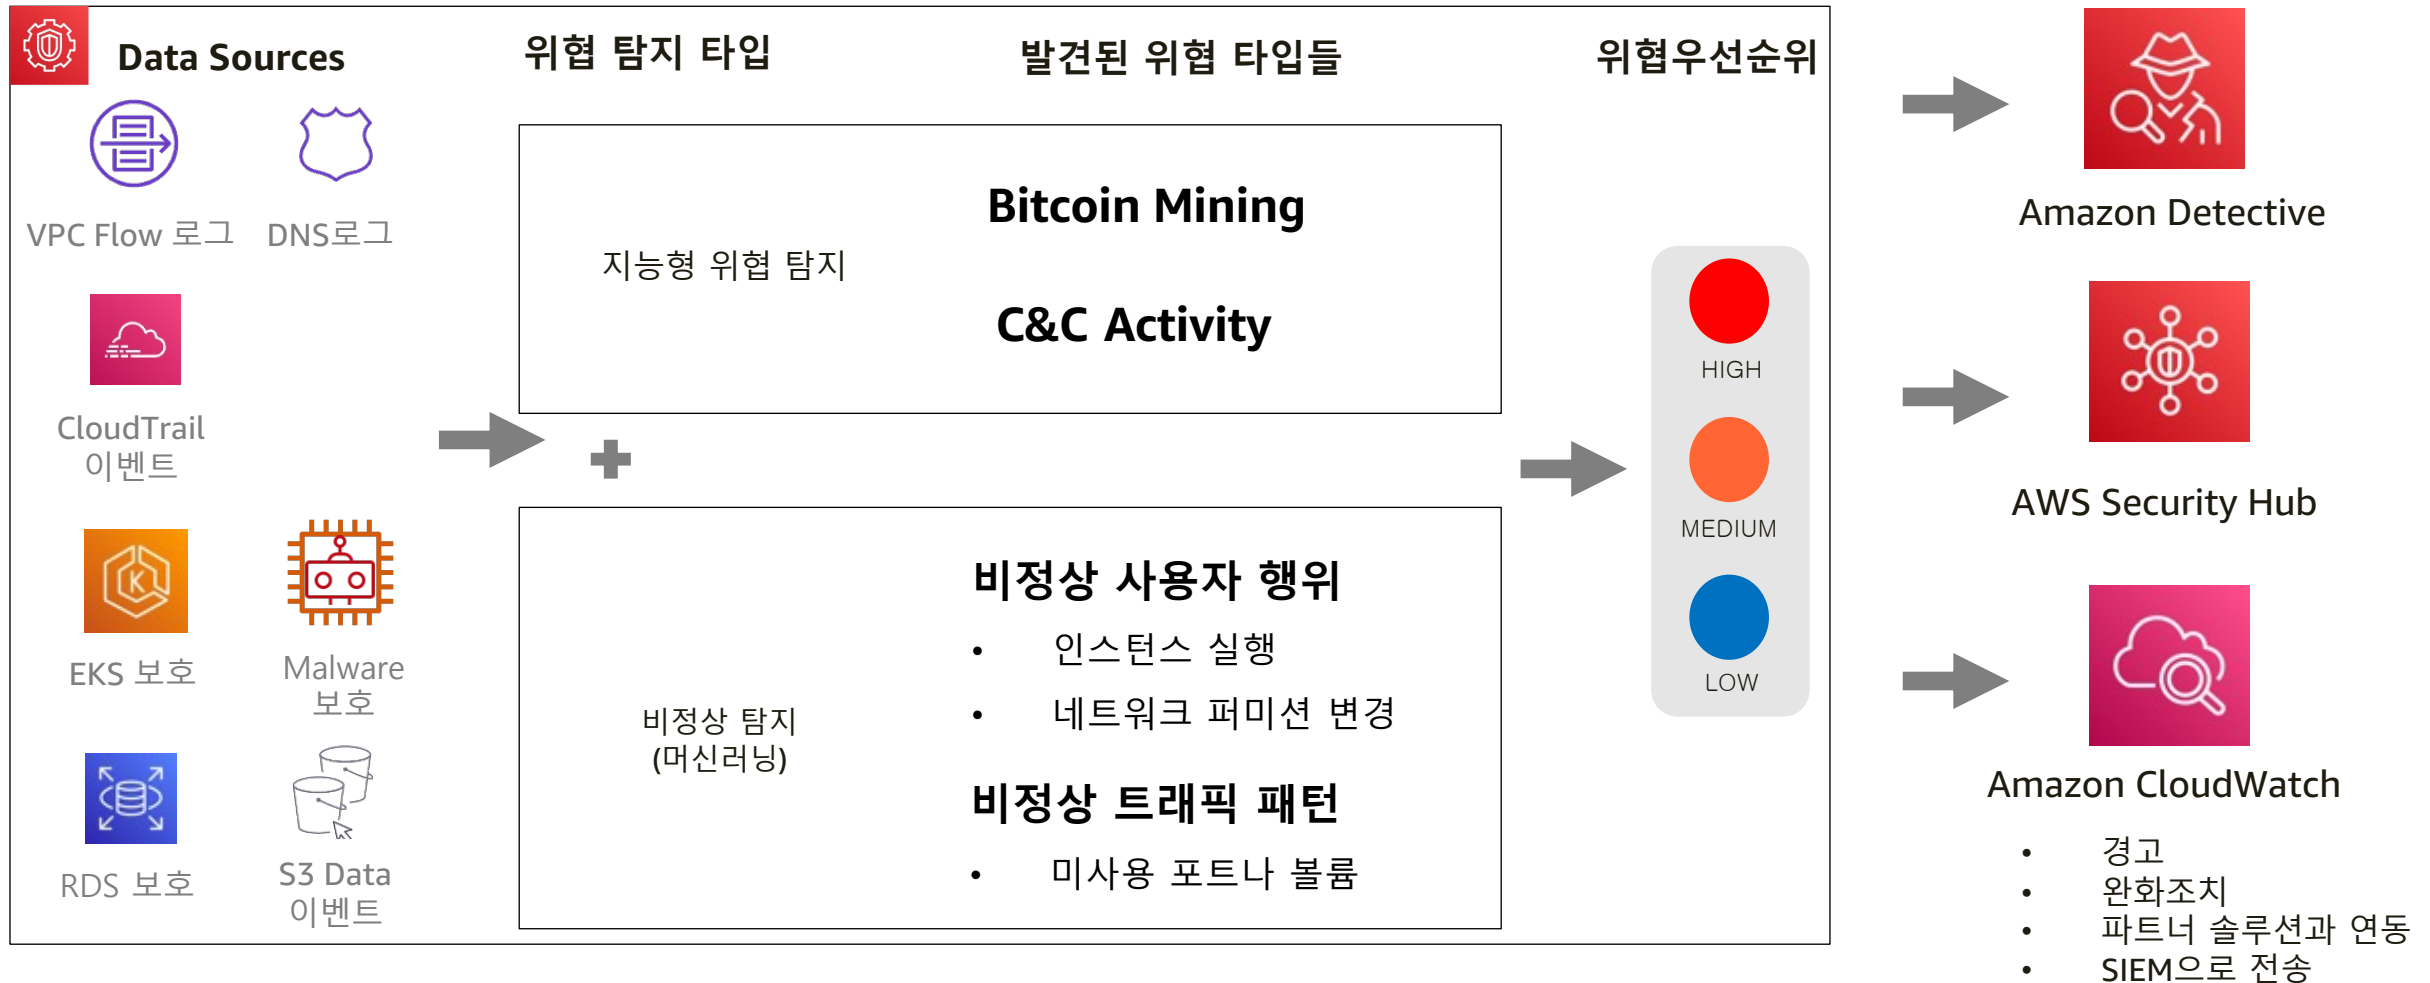 Data Sources
위협 탐지 타입
발견된 위협 타입들
위협우선순위
VPC Flow 로그
DNS로그
CloudTrail
이벤트
EKS 보호
Malware
보호
RDS 보호
S3 Data
이벤트
지능형 위협 탐지
Bitcoin Mining
C&C Activity
비정상 탐지
(머신러닝)
비정상 사용자 행위
• 인스턴스 실행
• 네트워크 퍼미션 변경
비정상 트래픽 패턴
• 미사용 포트나 볼륨
HIGH
MEDIUM
LOW
Amazon Detective
AWS Security Hub
Amazon CloudWatch
• 경고
• 완화조치
• 파트너 솔루션과 연동
• SIEM으로 전송